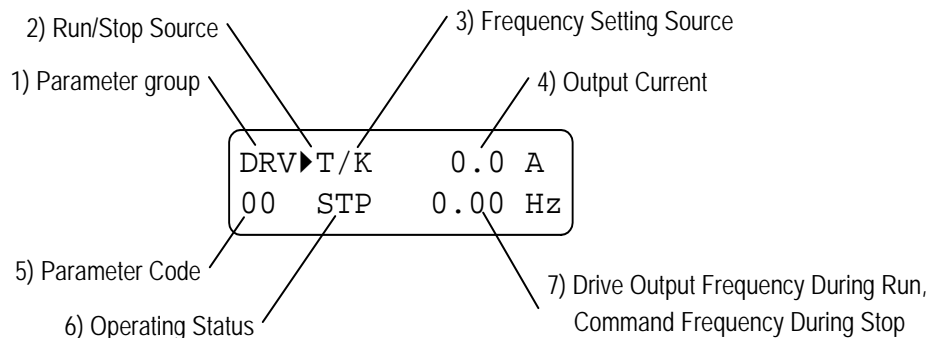 2) Run/Stop Source
3) Frequency Setting Source
1) Parameter group
4) Output Current
DRV▶T/K 0.0 A
00 STP 0.00 Hz
5) Parameter Code
6) Operating Status
7) Drive Output Frequency During Run,
Command Frequency During Stop